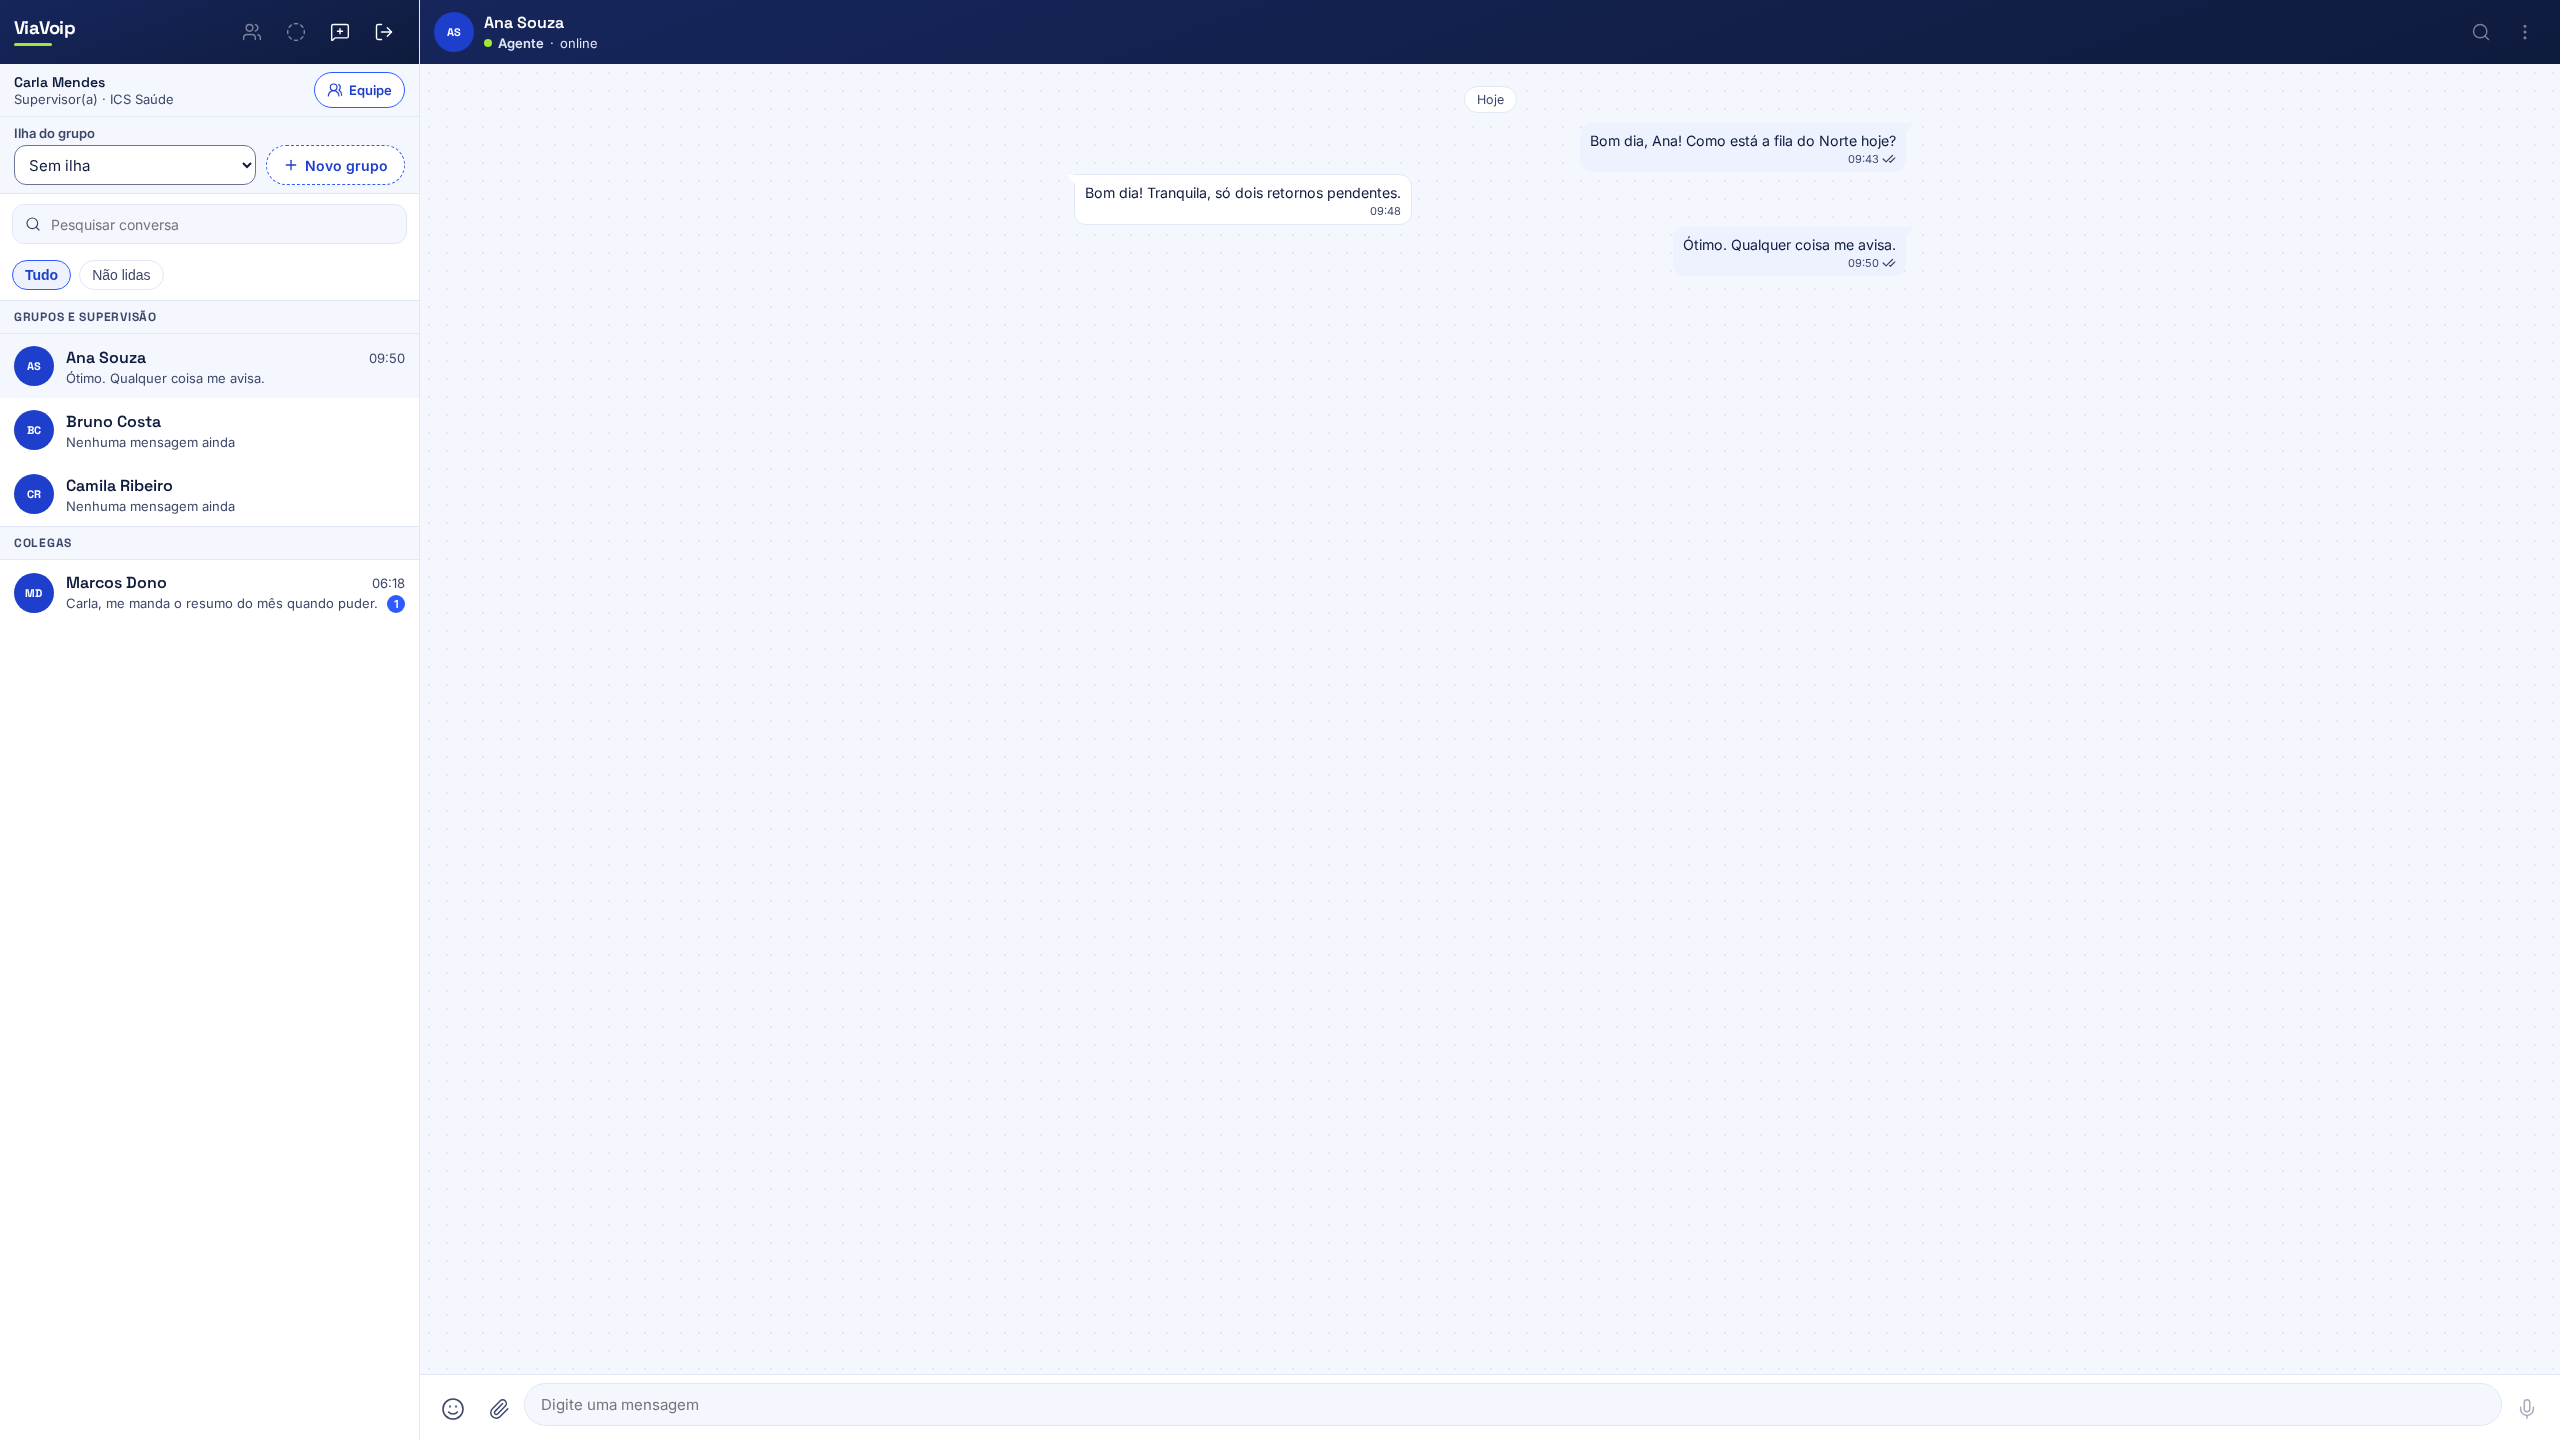 ViaVoip
Carla Mendes
Supervisor(a) · ICS Saúde
Equipe
Ilha do grupo
Sem ilha
Novo grupo
Pesquisar conversa
Tudo
Não lidas
GRUPOS E SUPERVISÃO
AS
Ana Souza
09:50
Ótimo. Qualquer coisa me avisa.
BC
Bruno Costa
Nenhuma mensagem ainda
CR
Camila Ribeiro
Nenhuma mensagem ainda
COLEGAS
MD
Marcos Dono
06:18
Carla, me manda o resumo do mês quando puder.
1
AS
Ana Souza
Agente · online
Hoje
Bom dia, Ana! Como está a fila do Norte hoje?
09:43
Bom dia! Tranquila, só dois retornos pendentes.
09:48
Ótimo. Qualquer coisa me avisa.
09:50
Digite uma mensagem